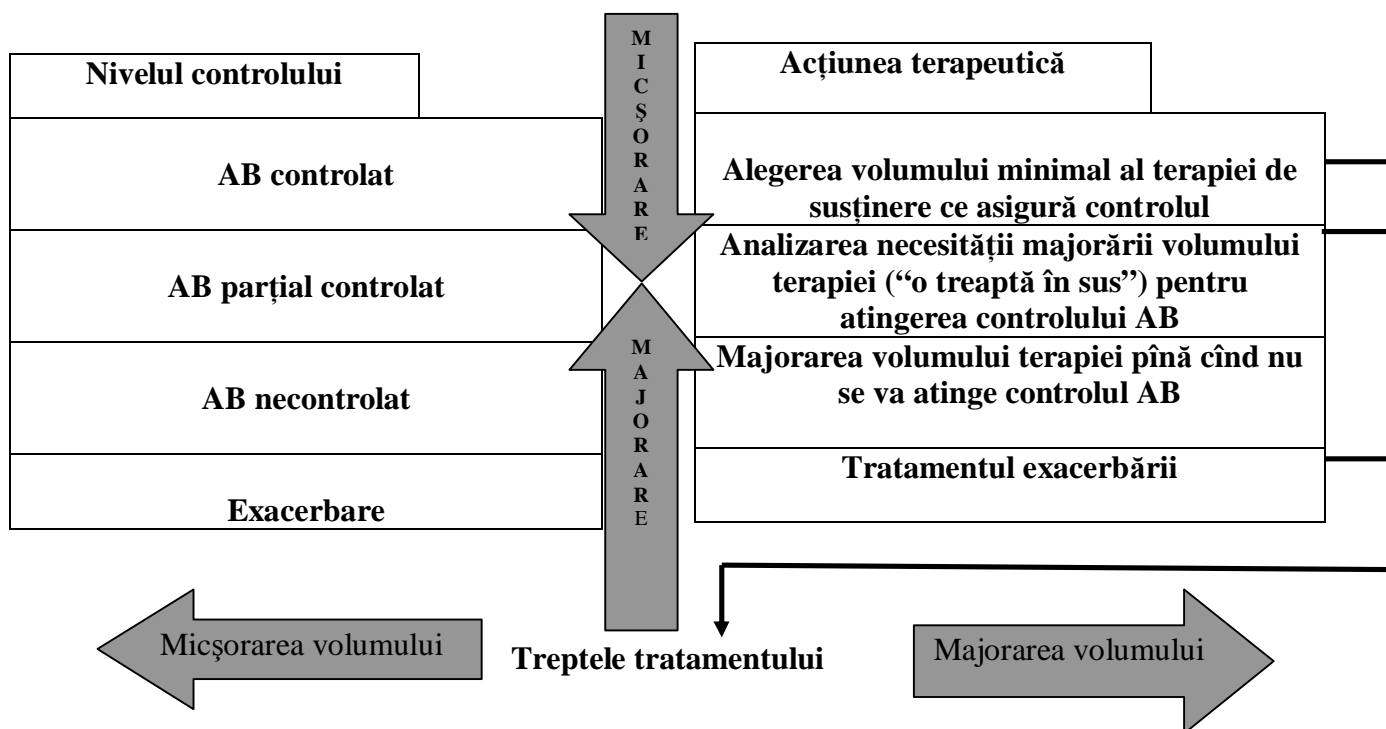 Nivelul controlului
AB controlat
AB parțial controlat
AB necontrolat
Exacerbare
MICŞORARE
MAJORARE
Acțiunea terapeutică
Alegerea volumului minimal al terapiei de
susținere ce asigură controlul
Analizarea necesității majorării volumului
terapiei (“o treaptă în sus”) pentru
atingerea controlului AB
Majorarea volumului terapiei pînă cînd nu
se va atinge controlul AB
Tratamentul exacerbării
Micşorarea volumului
Treptele tratamentului
Majorarea volumului